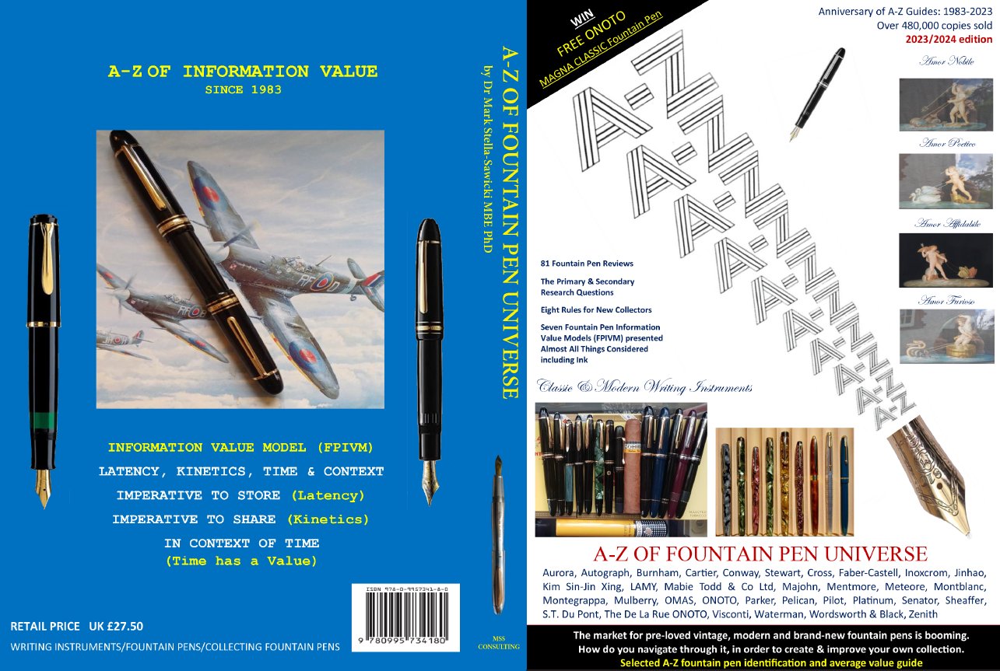 A-Z OF INFORMATION VALUE
SINCE 1983
RF
D
RF
JH
INFORMATION VALUE MODEL (FPIVM)
LATENCY, KINETICS, TIME & CONTEXT
IMPERATIVE TO STORE (Latency)
IMPERATIVE TO SHARE (Kinetics)
IN CONTEXT OF TIME
(Time has a Value)
ISBN 978-0-9957341-8-0
9 780995 734180
RETAIL PRICE UK £27.50
WRITING INSTRUMENTS/FOUNTAIN PENS/COLLECTING FOUNTAIN PENS
A-Z OF FOUNTAIN PEN UNIVERSE
by Dr Mark Stella-Sawicki MBE PhD
MSS
CONSULTING
WIN
FREE ONOTO
MAGNA CLASSIC Fountain Pen
Anniversary of A-Z Guides: 1983-2023
Over 480,000 copies sold
2023/2024 edition
Amor Nobile
Amor Poetico
Amor Affidabile
Amor Furioso
A-Z
A-Z
A-Z
A-Z
A-Z
A-Z
A-Z
A-Z
A-Z
A-Z
81 Fountain Pen Reviews
The Primary & Secondary
Research Questions
Eight Rules for New Collectors
Seven Fountain Pen Information
Value Models (FPIVM) presented
Almost All Things Considered
including Ink
Classic & Modern Writing Instruments
COHIBA
A-Z OF FOUNTAIN PEN UNIVERSE
Aurora, Autograph, Burnham, Cartier, Conway, Stewart, Cross, Faber-Castell, Inoxcrom, Jinhao,
Kim Sin-Jin Xing, LAMY, Mabie Todd & Co Ltd, Majohn, Mentmore, Meteore, Montblanc,
Montegrappa, Mulberry, OMAS, ONOTO, Parker, Pelican, Pilot, Platinum, Senator, Sheaffer,
S.T. Du Pont, The De La Rue ONOTO, Visconti, Waterman, Wordsworth & Black, Zenith
The market for pre-loved vintage, modern and brand-new fountain pens is booming.
How do you navigate through it, in order to create & improve your own collection.
Selected A-Z fountain pen identification and average value guide